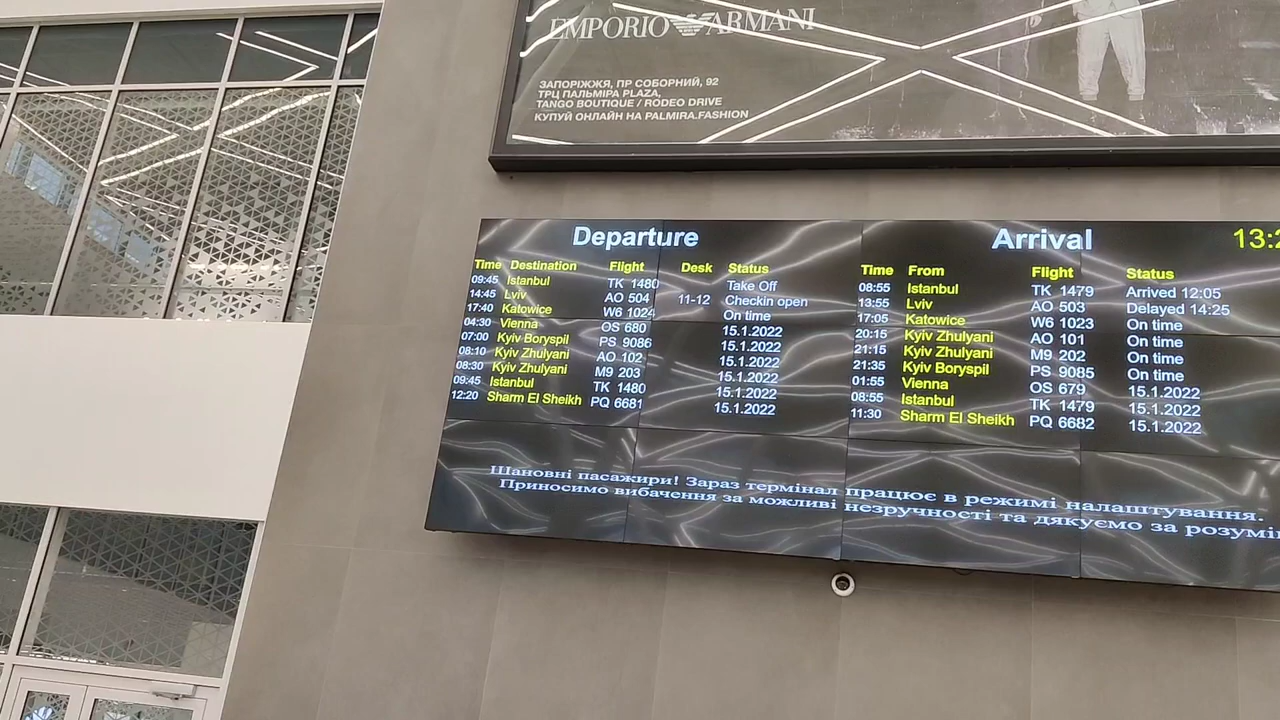 EMPORIO ARMANI
ЗАПОРІЖЖЯ, ПР СОБОРНИЙ, 92
ТРЦ ПАЛЬМІРА PLAZA,
TANGO BOUTIQUE / RODEO DRIVE
КУПУЙ ОНЛАЙН НА PALMIRA.FASHION
Departure
Time Destination Flight Desk Status
09:45 Istanbul TK 1480 Take Off
14:45 Lviv AO 504 11-12 Checkin open
17:40 Katowice W6 1024 On time
04:30 Vienna OS 680 15.1.2022
07:00 Kyiv Boryspil PS 9086 15.1.2022
08:10 Kyiv Zhulyani AO 102 15.1.2022
08:30 Kyiv Zhulyani M9 203 15.1.2022
09:45 Istanbul TK 1480 15.1.2022
12:20 Sharm El Sheikh PQ 6681 15.1.2022
Arrival
Time From Flight Status
08:55 Istanbul TK 1479 Arrived 12:05
13:55 Lviv AO 503 Delayed 14:25
17:05 Katowice W6 1023 On time
20:15 Kyiv Zhulyani AO 101 On time
21:15 Kyiv Zhulyani M9 202 On time
21:35 Kyiv Boryspil PS 9085 On time
01:55 Vienna OS 679 15.1.2022
08:55 Istanbul TK 1479 15.1.2022
11:30 Sharm El Sheikh PQ 6682 15.1.2022
Шановні пасажири! Зараз термінал працює в режимі налаштування.
Приносимо вибачення за можливі незручності та дякуємо за